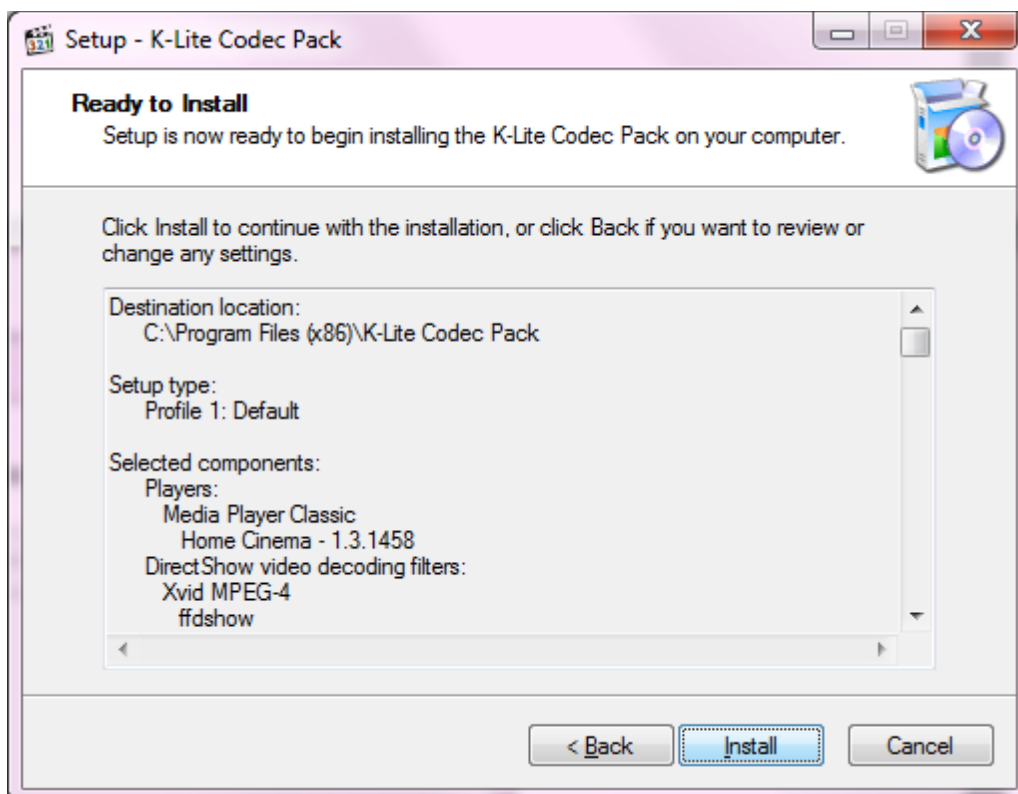 Setup - K-Lite Codec Pack
Ready to Install
Setup is now ready to begin installing the K-Lite Codec Pack on your computer.
Click Install to continue with the installation, or click Back if you want to review or
change any settings.
Destination location:
C:\Program Files (x86)\K-Lite Codec Pack
Setup type:
Profile 1: Default
Selected components:
Players:
Media Player Classic
Home Cinema - 1.3.1458
DirectShow video decoding filters:
Xvid MPEG-4
ffdshow
< Back
Install
Cancel